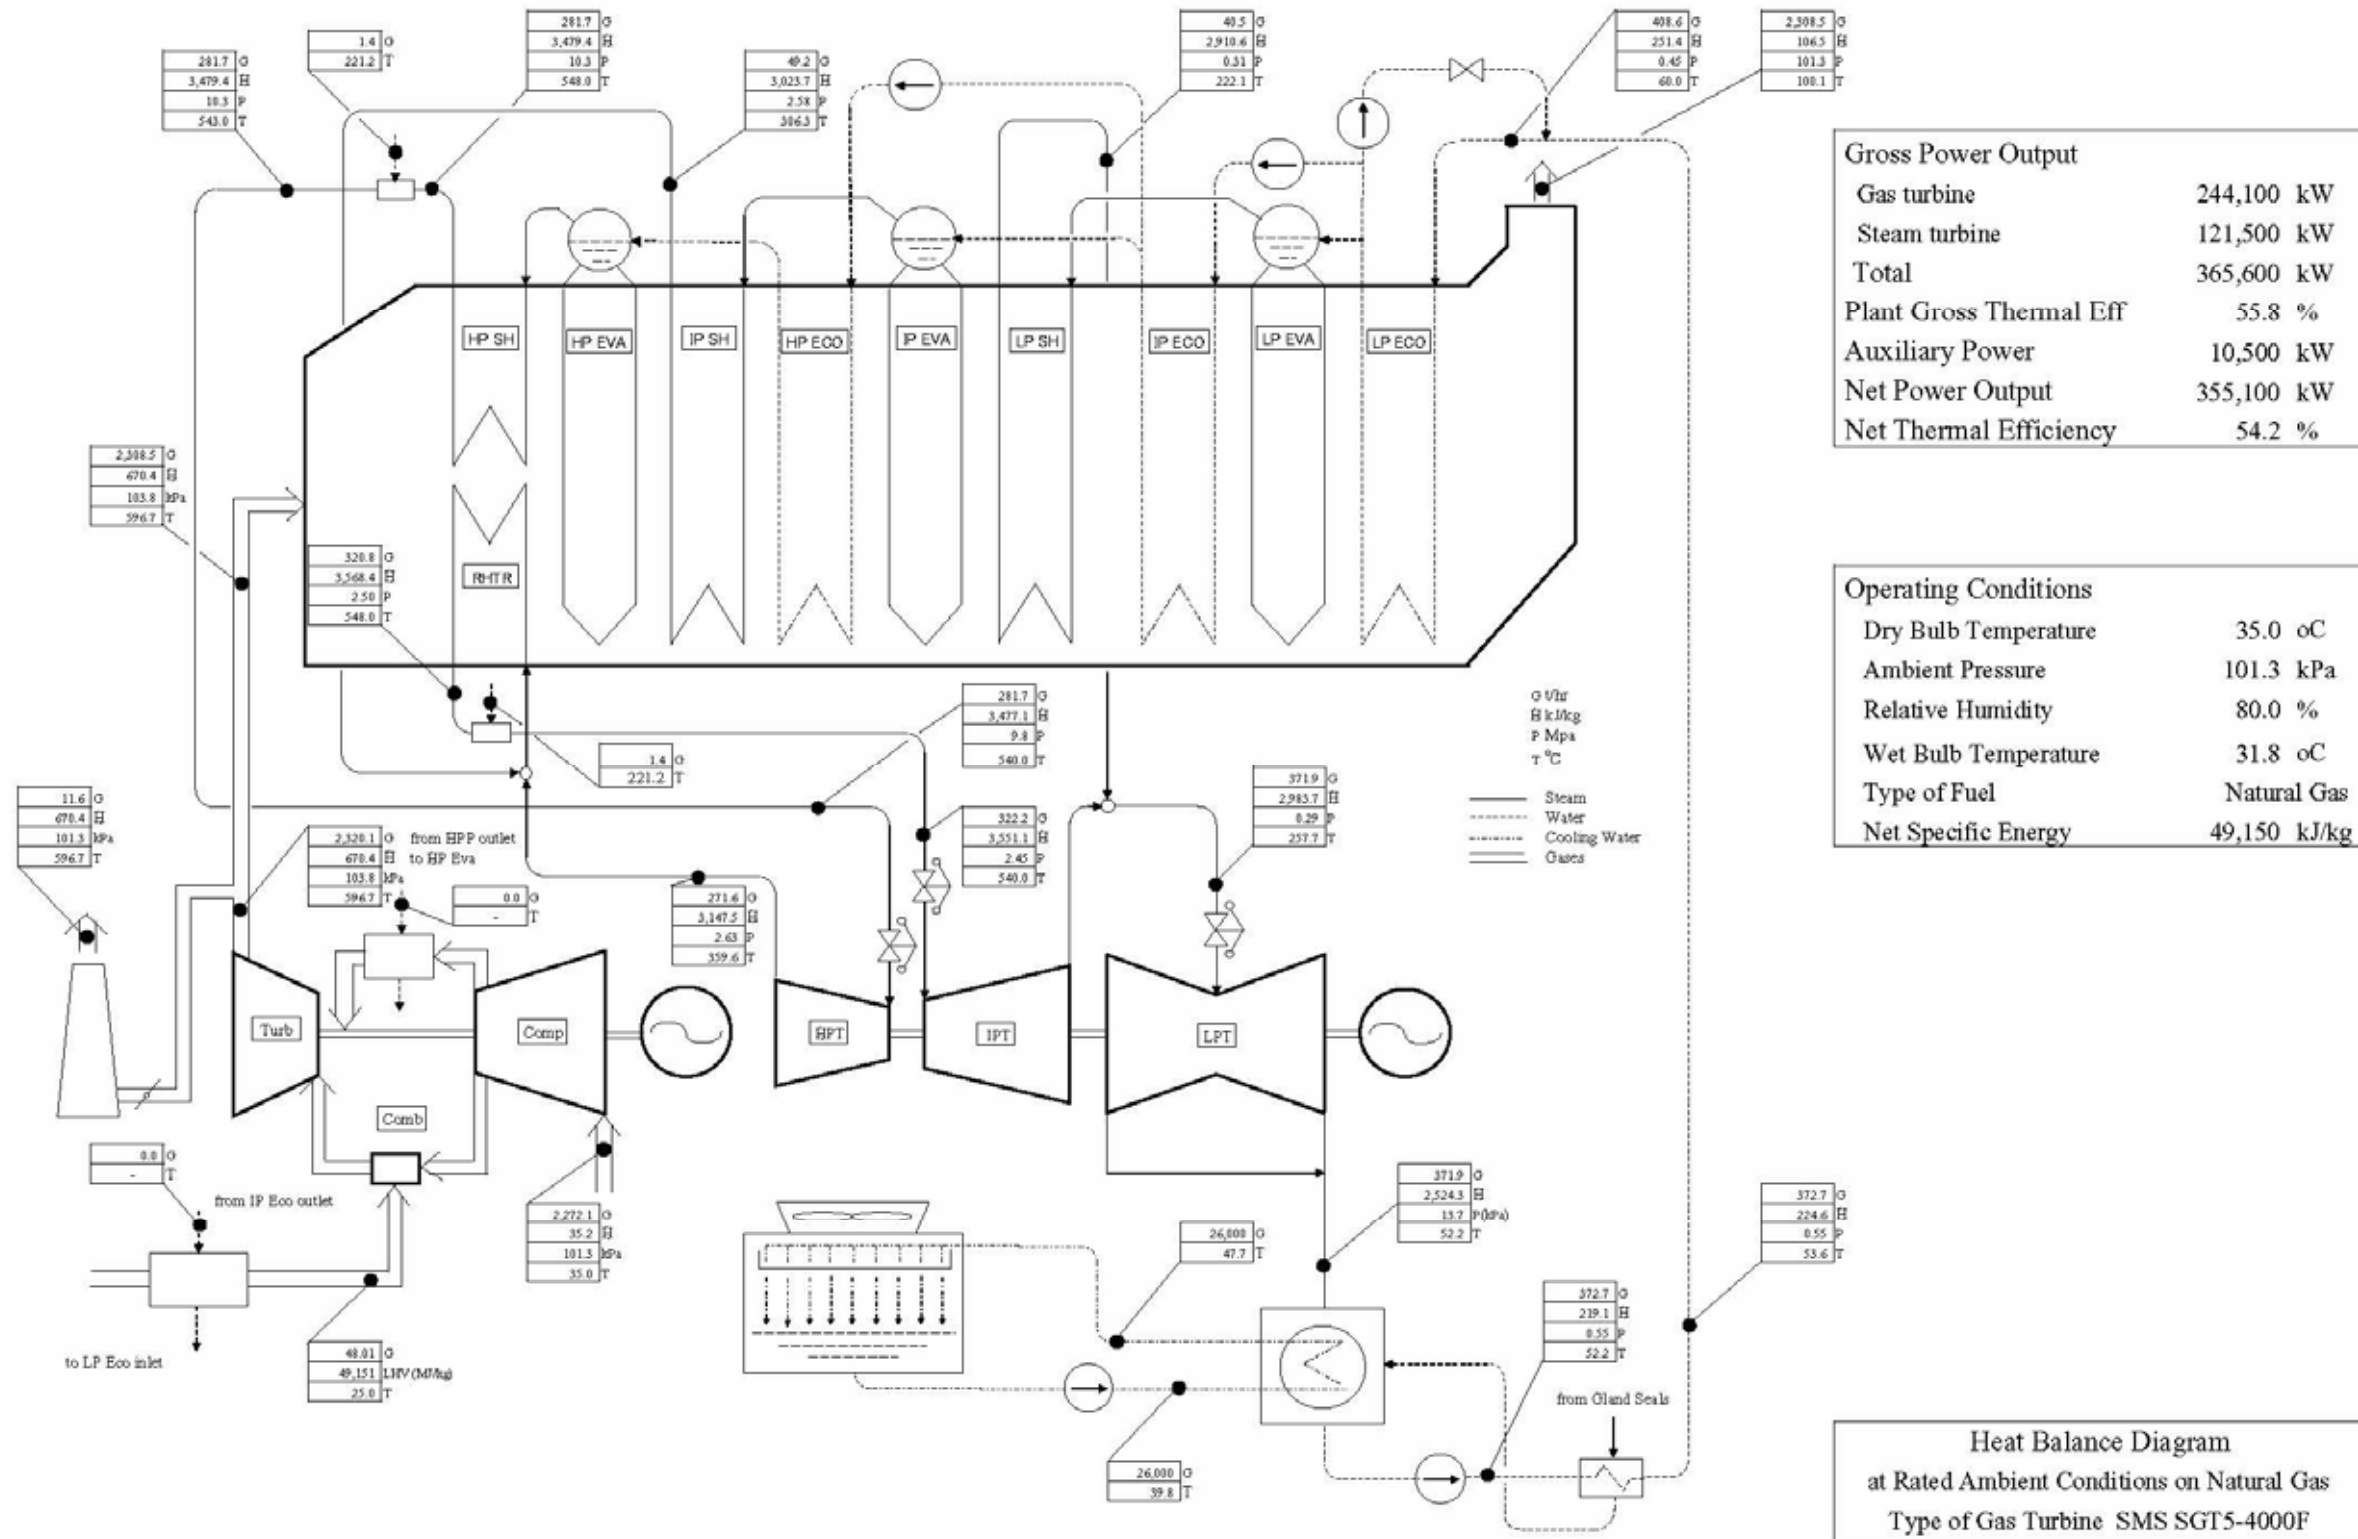 281.7 G
3,479.4 H
10.3 P
543.0 T
1.4 G
221.2 T
281.7 G
3,479.4 H
10.3 P
548.0 T
49.2 G
3,023.7 H
2.58 P
306.3 T
40.5 G
2,910.6 H
0.31 P
222.1 T
408.6 G
251.4 H
0.45 P
60.0 T
2,308.5 G
106.5 H
101.3 P
100.1 T
Gross Power Output
Gas turbine 244,100 kW
Steam turbine 121,500 kW
Total 365,600 kW
Plant Gross Thermal Eff 55.8 %
Auxiliary Power 10,500 kW
Net Power Output 355,100 kW
Net Thermal Efficiency 54.2 %
HP SH
HP EVA
IP SH
HP ECO
IP EVA
LP SH
IP ECO
LP EVA
LP ECO
2,308.5 G
670.4 H
103.8 kPa
596.7 T
320.8 G
3,568.4 H
2.50 P
548.0 T
RHTR
Operating Conditions
Dry Bulb Temperature 35.0 oC
Ambient Pressure 101.3 kPa
Relative Humidity 80.0 %
Wet Bulb Temperature 31.8 oC
Type of Fuel Natural Gas
Net Specific Energy 49,150 kJ/kg
281.7 G
3,477.1 H
9.8 P
540.0 T
G t/hr
H kJ/kg
P Mpa
T °C
Steam
Water
Cooling Water
Gases
1.4 G
221.2 T
371.9 G
2,983.7 H
0.29 P
257.7 T
11.6 G
670.4 H
101.3 kPa
596.7 T
2,320.1 G
670.4 H
103.8 kPa
596.7 T
from HPP outlet
to HP Eva
0.0 G
- T
322.2 G
3,551.1 H
2.45 P
540.0 T
271.6 G
3,147.5 H
2.63 P
359.6 T
Turb
Comp
HPT
IPT
LPT
Comb
0.0 G
- T
from IP Eco outlet
to LP Eco inlet
2,272.1 G
35.2 H
101.3 kPa
35.0 T
48.01 G
49,151 LHV (MJ/kg)
25.0 T
26,000 G
47.7 T
371.9 G
2,524.3 H
13.7 P(kPa)
52.2 T
372.7 G
224.6 H
0.55 P
53.6 T
372.7 G
219.1 H
0.55 P
52.2 T
from Gland Seals
26,000 G
39.8 T
Heat Balance Diagram
at Rated Ambient Conditions on Natural Gas
Type of Gas Turbine SMS SGT5-4000F